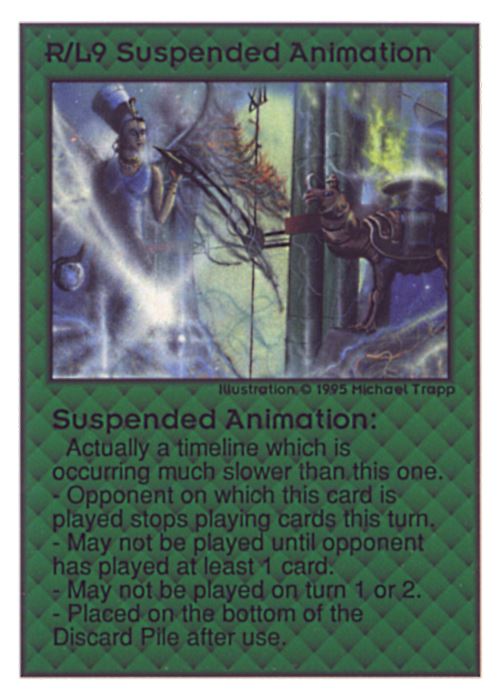 R/L9 Suspended Animation
XII
Illustration © 1995 Michael Trapp
Suspended Animation:
Actually a timeline which is
occurring much slower than this one.
- Opponent on which this card is
played stops playing cards this turn.
- May not be played until opponent
has played at least 1 card.
- May not be played on turn 1 or 2.
- Placed on the bottom of the
Discard Pile after use.